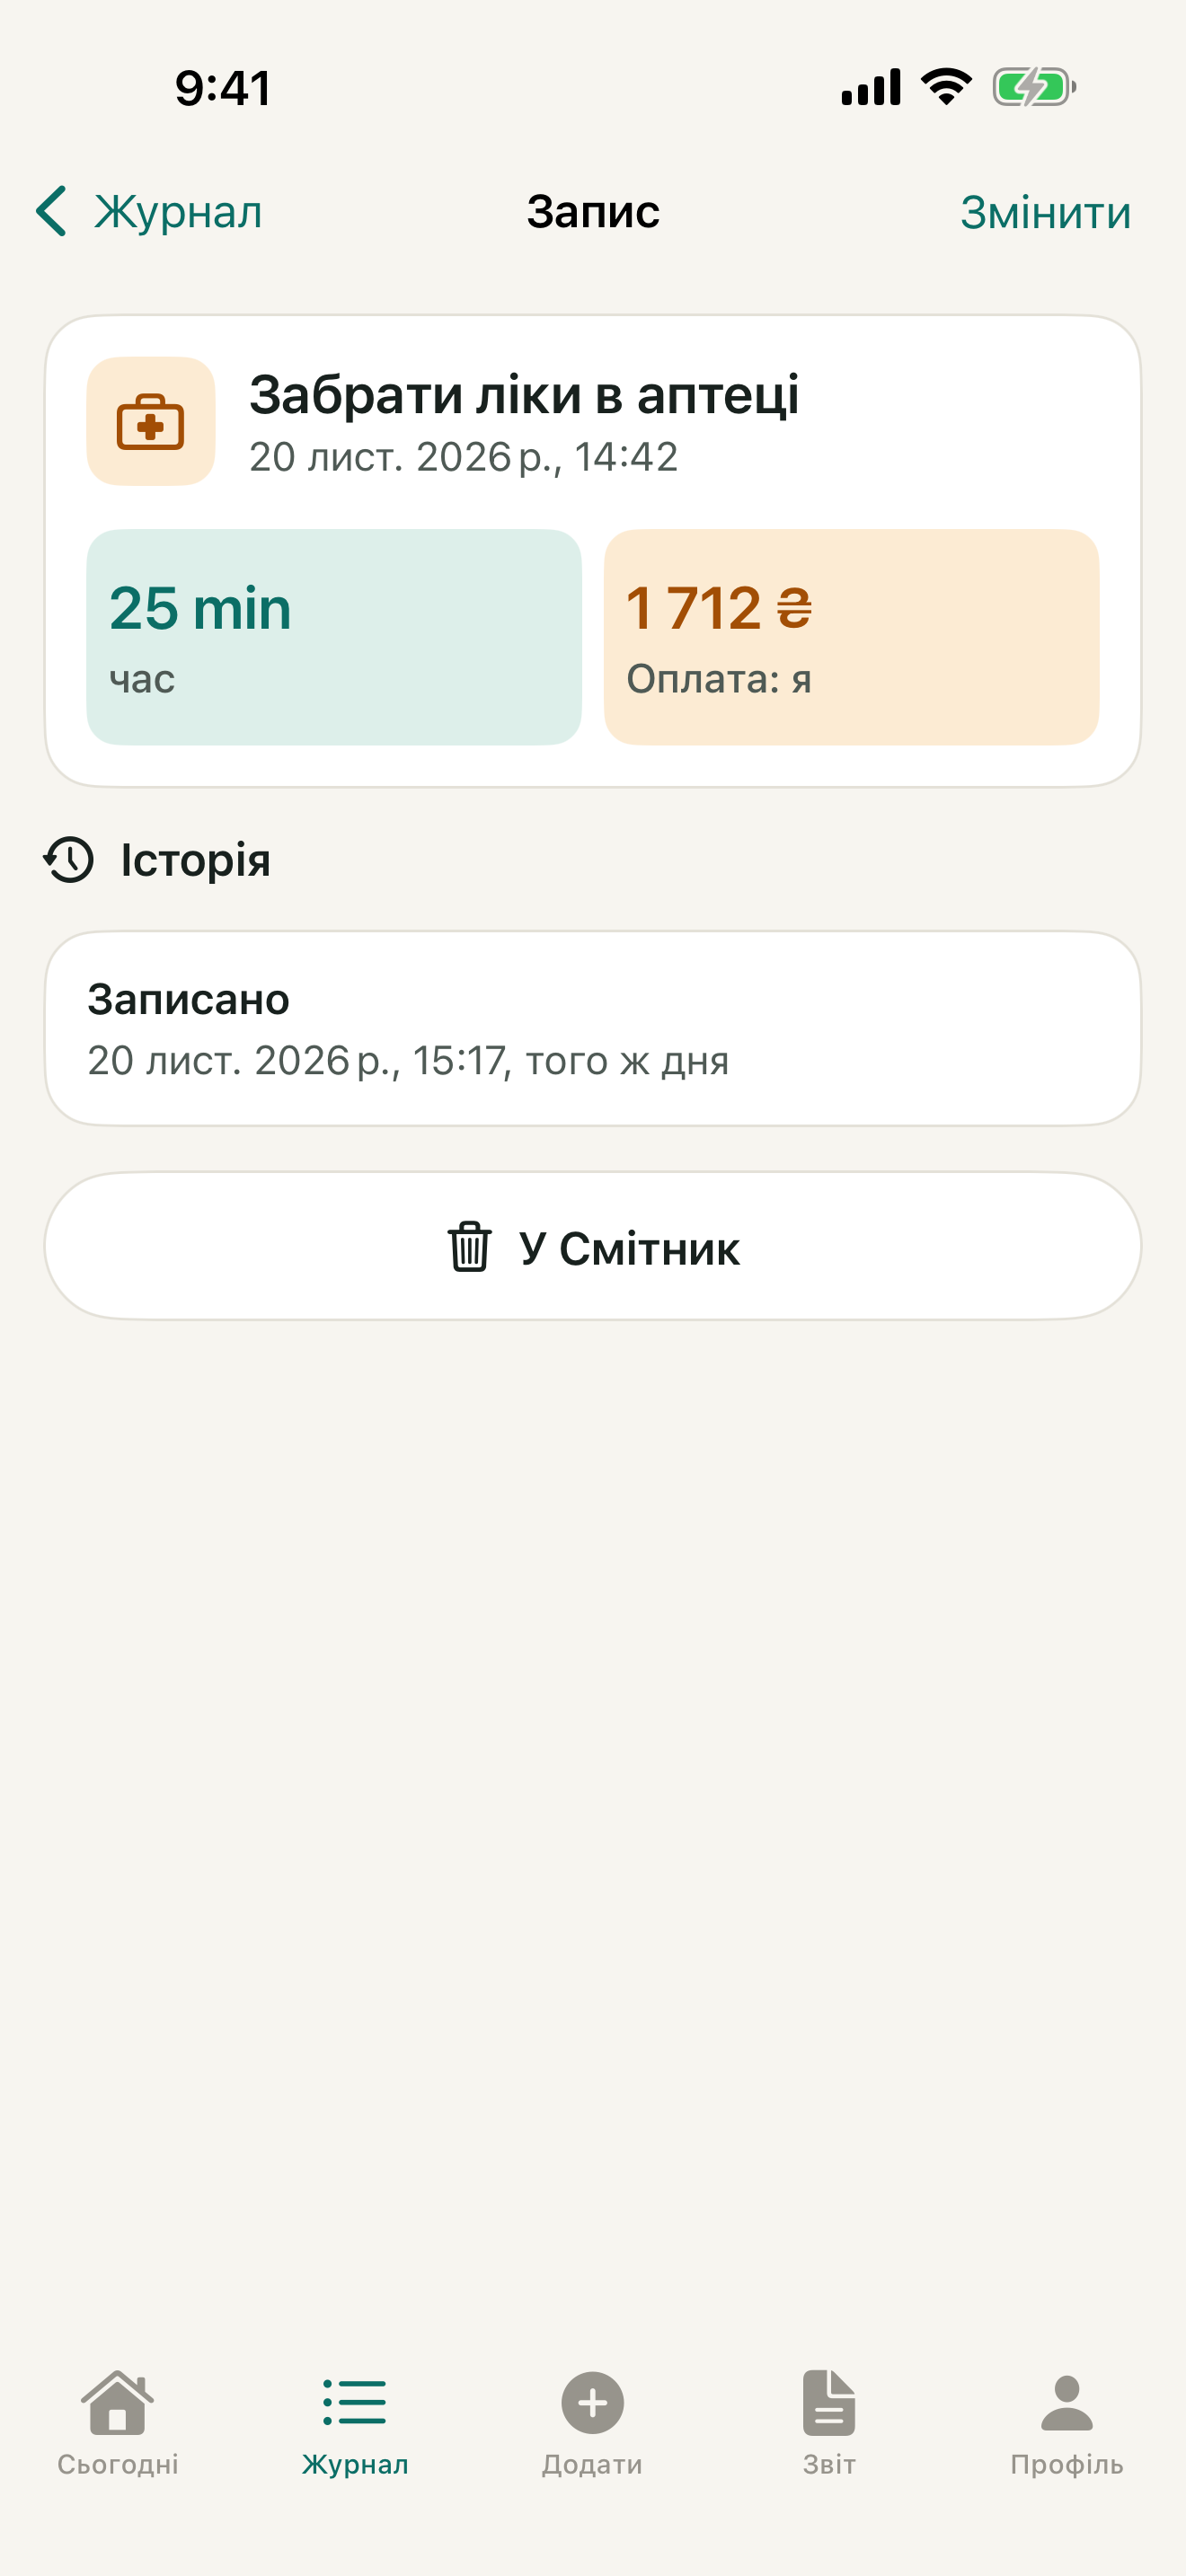 9:41
Журнал
Запис
Змінити
Забрати ліки в аптеці
20 лист. 2026 р., 14:42
25 min
час
1 712 ₴
Оплата: я
Історія
Записано
20 лист. 2026 р., 15:17, того ж дня
У Смітник
Сьогодні
Журнал
Додати
Звіт
Профіль